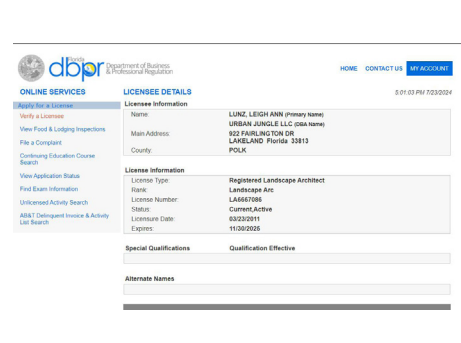 Florida
dbpr Department of Business & Professional Regulation
HOME CONTACT US MY ACCOUNT
ONLINE SERVICES
Apply for a License
Verify a Licensee
View Food & Lodging Inspections
File a Complaint
Continuing Education Course
Search
View Application Status
Find Exam Information
Unlicensed Activity Search
AB&T Delinquent Invoice & Activity
List Search
LICENSEE DETAILS 5:01:03 PM 7/23/2024
Licensee Information
Name: LUNZ, LEIGH ANN (Primary Name)
URBAN JUNGLE LLC (DBA Name)
Main Address: 922 FAIRLINGTON DR
LAKELAND Florida 33813
County: POLK
License Information
License Type: Registered Landscape Architect
Rank: Landscape Arc
License Number: LA6667086
Status: Current,Active
Licensure Date: 03/23/2011
Expires: 11/30/2025
Special Qualifications Qualification Effective
Alternate Names